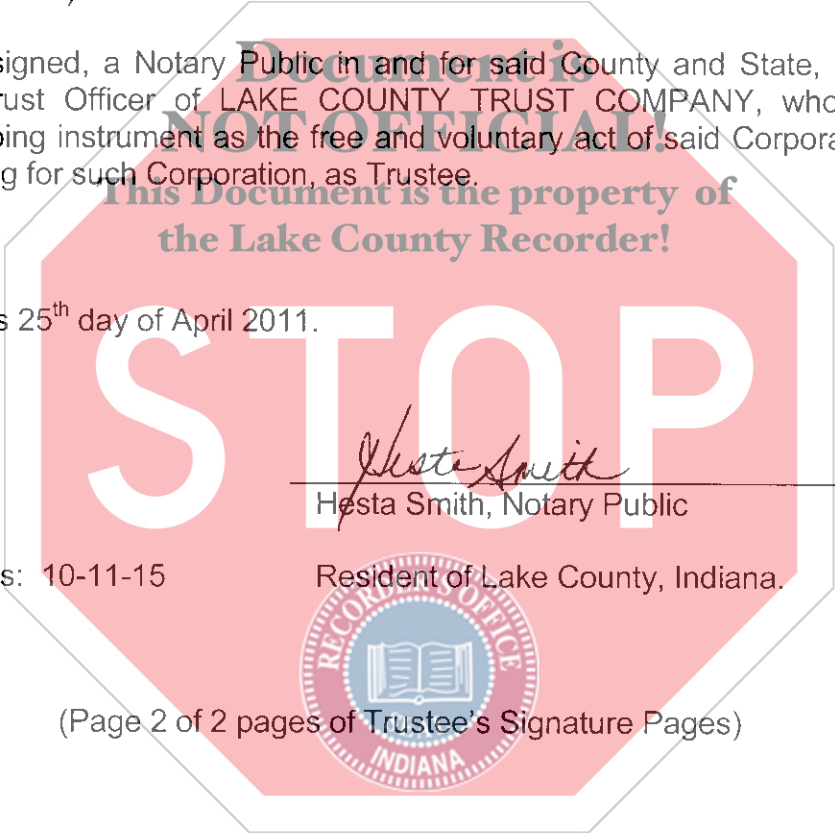 signed, a Notary Public in and for said County and State,
rust Officer of LAKE COUNTY TRUST COMPANY, who
oing instrument as the free and voluntary act of said Corpora
g for such Corporation, as Trustee.
Document is
NOT OFFICIAL!
This Document is the property of
the Lake County Recorder!
s 25th day of April 2011.
STOP
Hesta Smith
Hesta Smith, Notary Public
s: 10-11-15 Resident of Lake County, Indiana.
RECORDER'S OFFICE
INDIANA
(Page 2 of 2 pages of Trustee's Signature Pages)